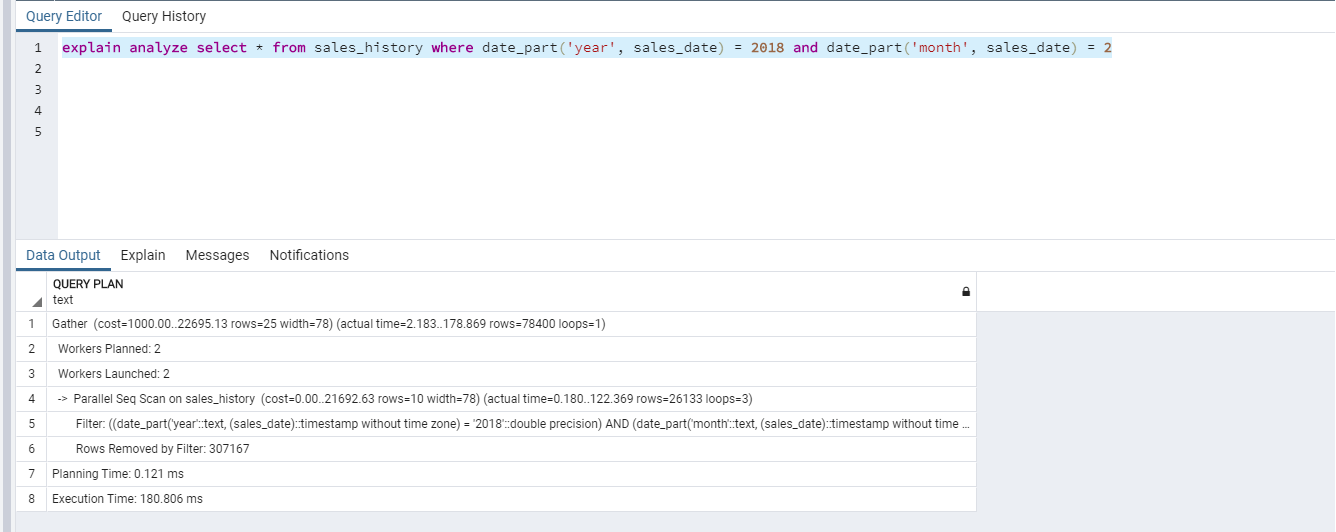 Query Editor Query History
1 explain analyze select * from sales_history where date_part('year', sales_date) = 2018 and date_part('month', sales_date) = 2
2
3
4
5
Data Output Explain Messages Notifications
QUERY PLAN
text
1 Gather (cost=1000.00..22695.13 rows=25 width=78) (actual time=2.183..178.869 rows=78400 loops=1)
2 Workers Planned: 2
3 Workers Launched: 2
4 -> Parallel Seq Scan on sales_history (cost=0.00..21692.63 rows=10 width=78) (actual time=0.180..122.369 rows=26133 loops=3)
5 Filter: ((date_part('year'::text, (sales_date)::timestamp without time zone) = '2018'::double precision) AND (date_part('month'::text, (sales_date)::timestamp without time ...
6 Rows Removed by Filter: 307167
7 Planning Time: 0.121 ms
8 Execution Time: 180.806 ms